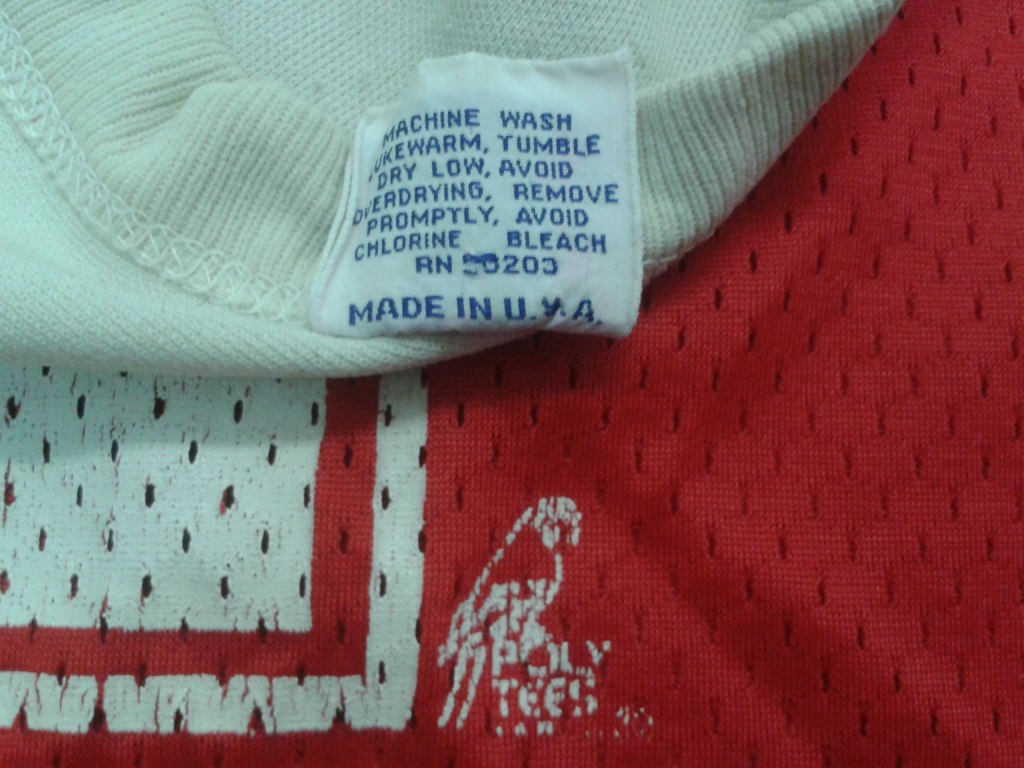 MACHINE WASH
LUKEWARM, TUMBLE
DRY LOW, AVOID
OVERDRYING, REMOVE
PROMPTLY, AVOID
CHLORINE BLEACH
RN
MADE IN U.S.A.
POLY
TEES